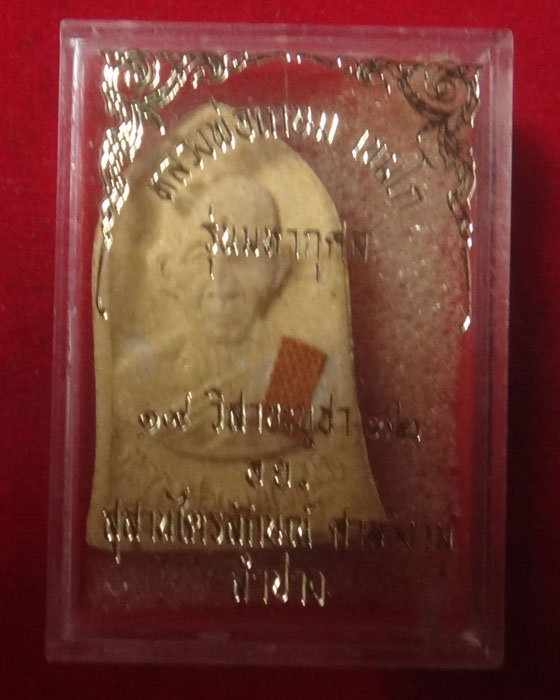 หลวงพ่อเกษม เขมโก
รุ่นมหากุศล
๑๙ วิสาขะบูชา
ส.ย.
สุสานไตรลักษณ์
ลำปาง